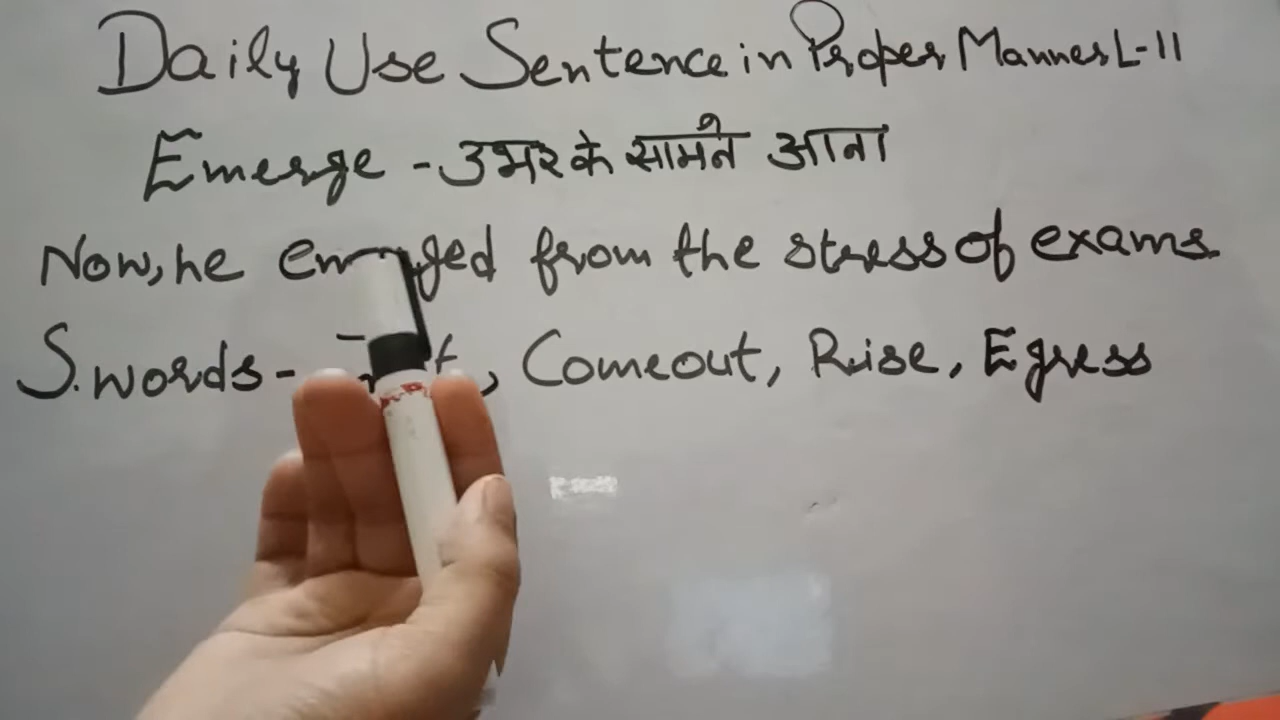 Daily Use Sentence in Proper Manner L-11
Emerge - उभर के सामने आना
Now, he from the stress of exams.
S. words - , Comeout, Rise, Egress